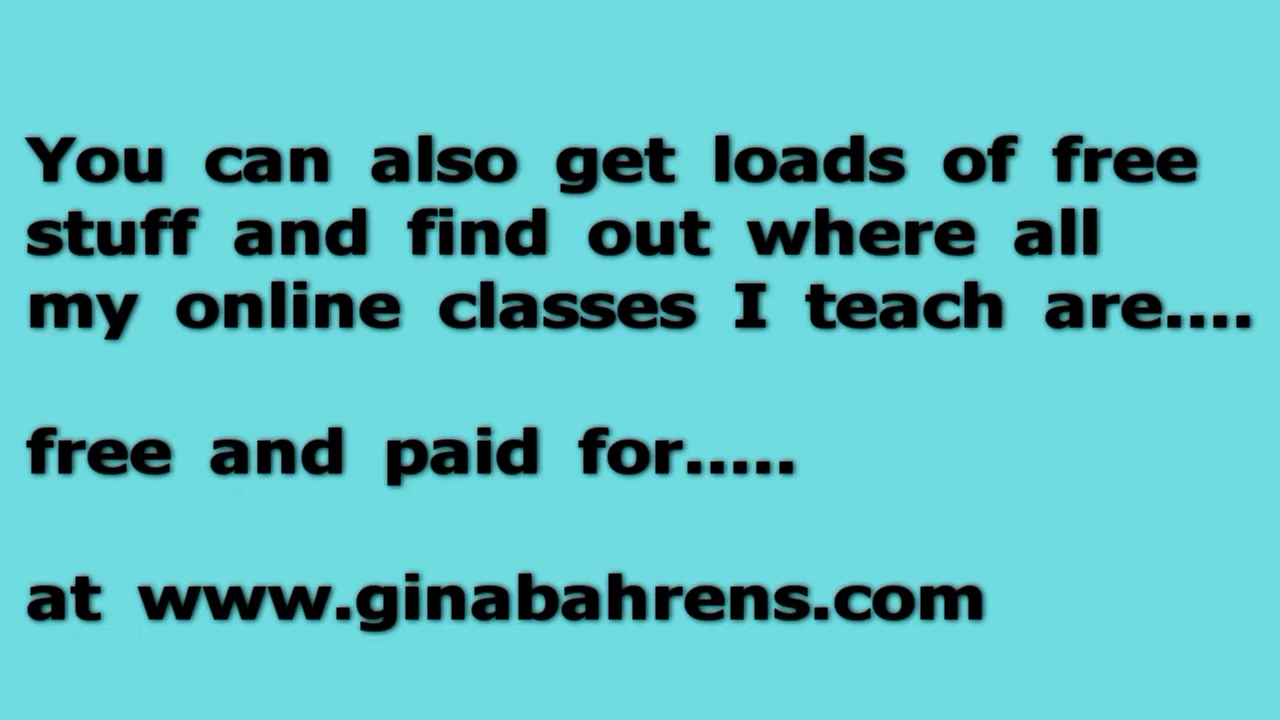 You can also get loads of free
stuff and find out where all
my online classes I teach are....
free and paid for.....
at www.ginabahrens.com